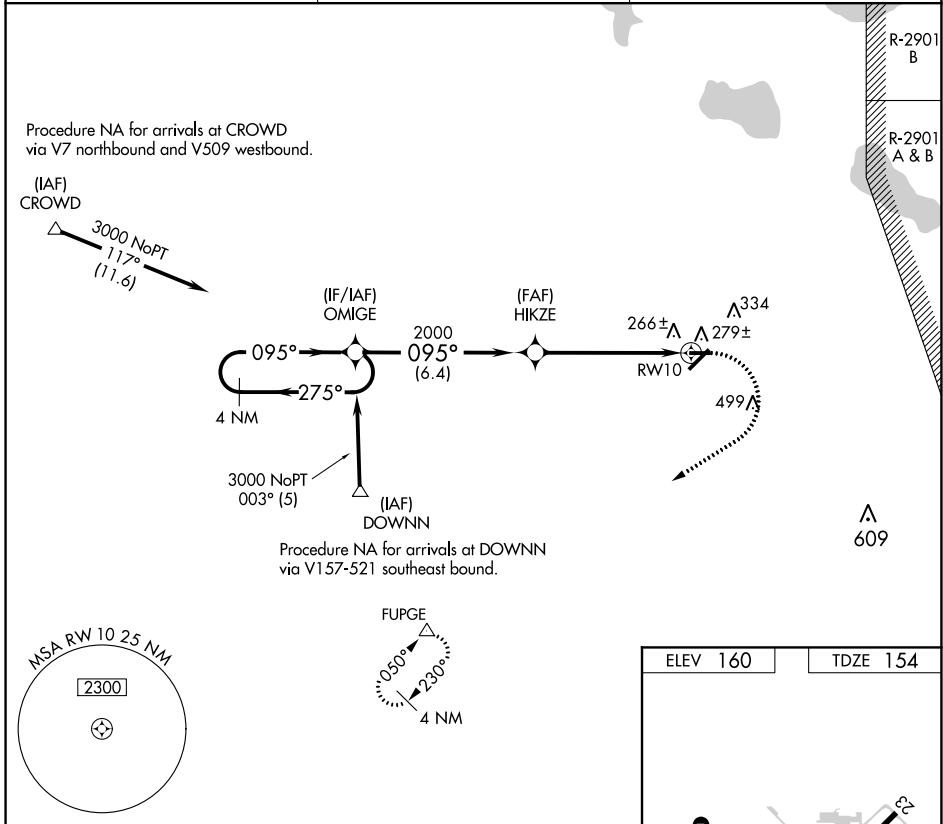 R-2901
B
R-2901
A & B
Procedure NA for arrivals at CROWD
via V7 northbound and V509 westbound.
(IAF)
CROWD
3000 NoPT
117°
(11.6)
(IF/IAF)
OMIGE
(FAF)
HIKZE
334
266±
279±
095°
2000
095°
(6.4)
RW10
275°
4 NM
499
3000 NoPT
003° (5)
(IAF)
DOWNN
609
Procedure NA for arrivals at DOWNN
via V157-521 southeast bound.
FUPGE
050°
230°
4 NM
MSA RW 10 25 NM
2300
ELEV 160
TDZE 154
23